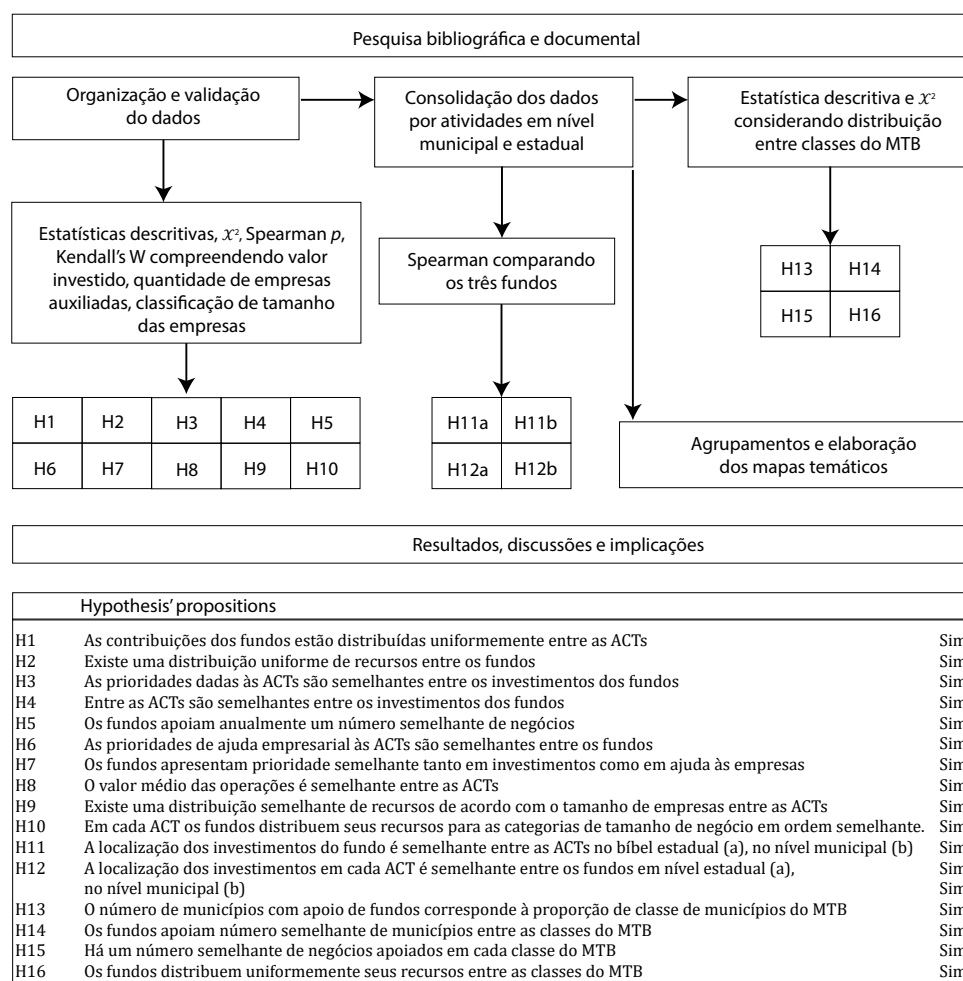 Pesquisa bibliográfica e documental
Organização e validação
do dados
Consolidação dos dados
por atividades em nível
municipal e estadual
Estatística descritiva e χ²
considerando distribuição
entre classes do MTB
Estatísticas descritivas, χ², Spearman p,
Kendall's W compreendendo valor
investido, quantidade de empresas
auxiliadas, classificação de tamanho
das empresas
Spearman comparando
os três fundos
H13 H14
H15 H16
H1 H2 H3 H4 H5
H6 H7 H8 H9 H10
H11a H11b
H12a H12b
Agrupamentos e elaboração
dos mapas temáticos
Resultados, discussões e implicações
Hypothesis' propositions
H1 As contribuições dos fundos estão distribuídas uniformemente entre as ACTs Sim
H2 Existe uma distribuição uniforme de recursos entre os fundos Sim
H3 As prioridades dadas às ACTs são semelhantes entre os investimentos dos fundos Sim
H4 Entre as ACTs são semelhantes entre os investimentos dos fundos Sim
H5 Os fundos apoiam anualmente um número semelhante de negócios Sim
H6 As prioridades de ajuda empresarial às ACTs são semelhantes entre os fundos Sim
H7 Os fundos apresentam prioridade semelhante tanto em investimentos como em ajuda às empresas Sim
H8 O valor médio das operações é semelhante entre as ACTs Sim
H9 Existe uma distribuição semelhante de recursos de acordo com o tamanho de empresas entre as ACTs Sim
H10 Em cada ACT os fundos distribuem seus recursos para as categorias de tamanho de negócio em ordem semelhante. Sim
H11 A localização dos investimentos do fundo é semelhante entre as ACTs no bíbel estadual (a), no nível municipal (b) Sim
H12 A localização dos investimentos em cada ACT é semelhante entre os fundos em nível estadual (a), Sim
no nível municipal (b) Sim
H13 O número de municípios com apoio de fundos corresponde à proporção de classe de municípios do MTB Sim
H14 Os fundos apoiam número semelhante de municípios entre as classes do MTB Sim
H15 Há um número semelhante de negócios apoiados em cada classe do MTB Sim
H16 Os fundos distribuem uniformemente seus recursos entre as classes do MTB Sim